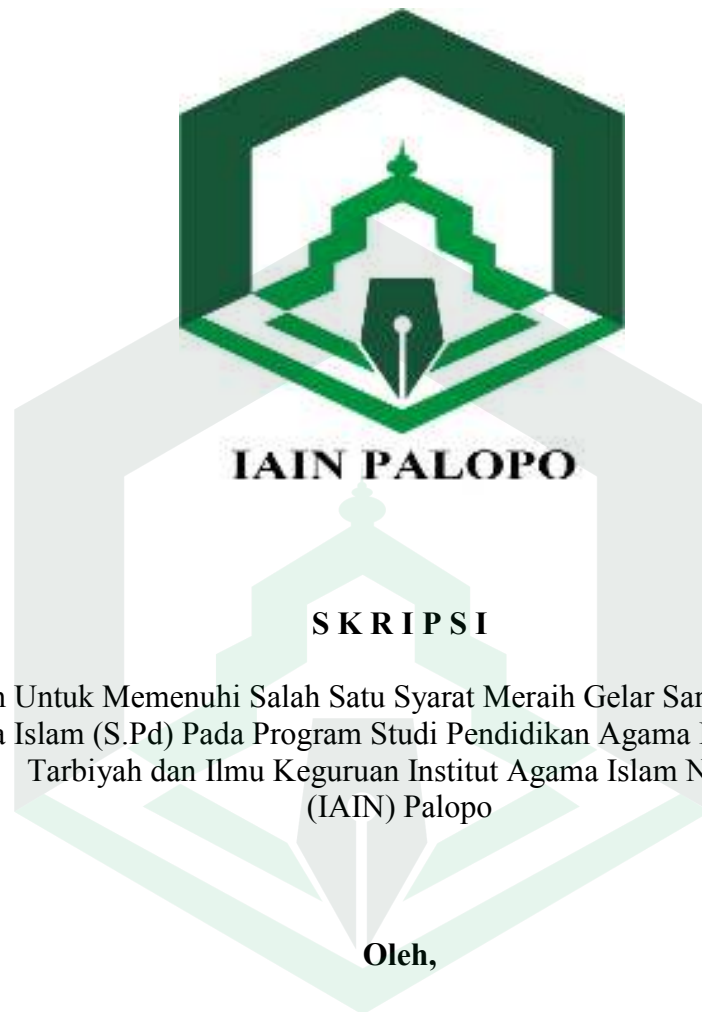 IAIN PALOPO
S K R I P S I
Untuk Memenuhi Salah Satu Syarat Meraih Gelar
Islam (S.Pd) Pada Program Studi Pendidikan Agama
Tarbiyah dan Ilmu Keguruan Institut Agama Islam
(IAIN) Palopo
Oleh,